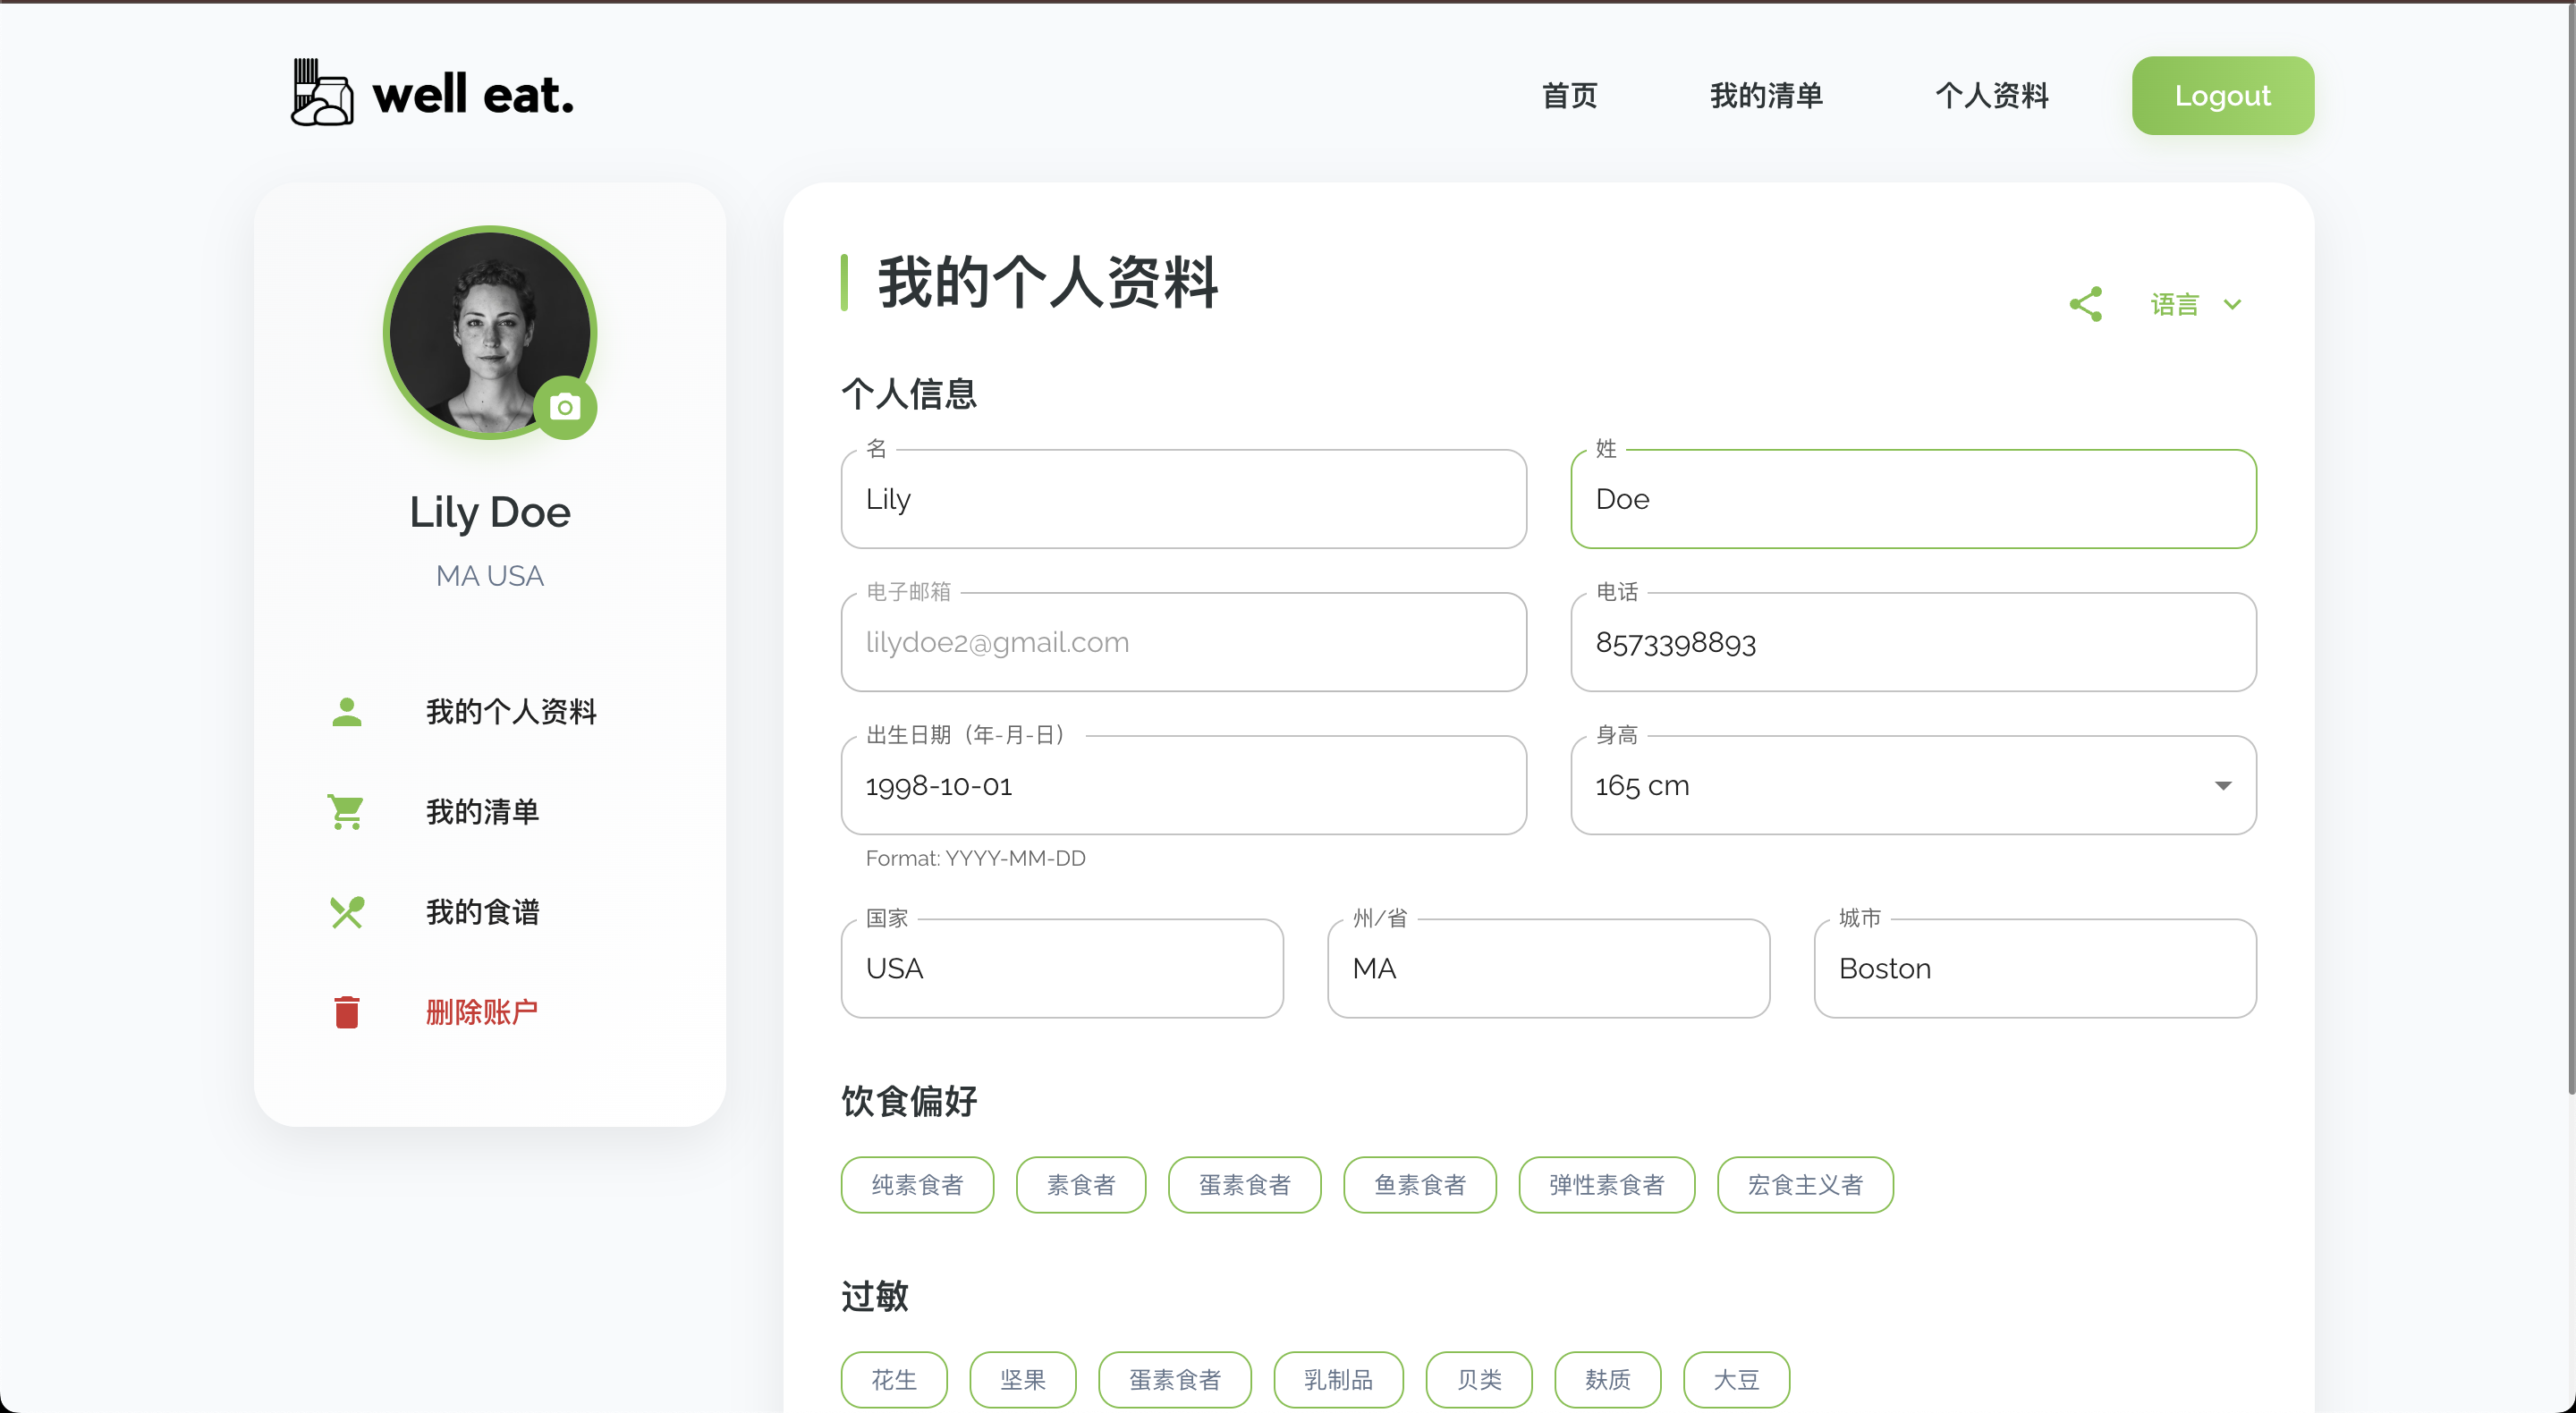 well eat.
首页 我的清单 个人资料 Logout
Lily Doe
MA USA
我的个人资料
我的清单
我的食谱
删除账户
我的个人资料
语言
个人信息
名
Lily
姓
Doe
电子邮箱
lilydoe2@gmail.com
电话
8573398893
出生日期（年-月-日）
1998-10-01
Format: YYYY-MM-DD
身高
165 cm
国家
USA
州/省
MA
城市
Boston
饮食偏好
纯素食者 素食者 蛋素食者 鱼素食者 弹性素食者 宏食主义者
过敏
花生 坚果 蛋素食者 乳制品 贝类 麸质 大豆